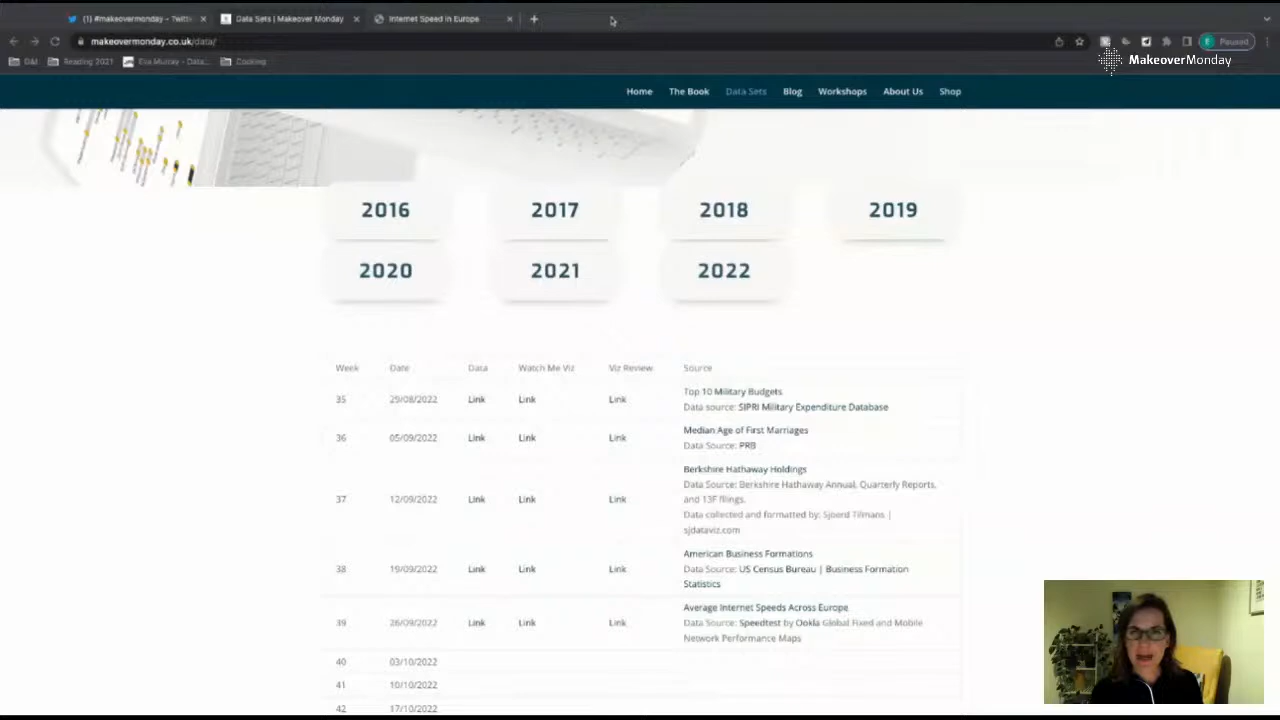 (1) #makeovermonday - Twitt
Data Sets | Makeover Monday
Internet Speed in Europe
makeovermonday.co.uk/data/
Paused
D&I
Reading 2021
Eva Murray - Data...
Cooking
MakeoverMonday
Home
The Book
Data Sets
Blog
Workshops
About Us
Shop
2016
2017
2018
2019
2020
2021
2022
Week Date Data Watch Me Viz Viz Review Source
35 29/08/2022 Link Link Link Top 10 Military Budgets
Data source: SIPRI Military Expenditure Database
36 05/09/2022 Link Link Link Median Age of First Marriages
Data Source: PRB
37 12/09/2022 Link Link Link Berkshire Hathaway Holdings
Data Source: Berkshire Hathaway Annual, Quarterly Reports,
and 13F filings.
Data collected and formatted by: Sjoerd Tilmans |
sjdataviz.com
38 19/09/2022 Link Link Link American Business Formations
Data Source: US Census Bureau | Business Formation
Statistics
39 26/09/2022 Link Link Link Average Internet Speeds Across Europe
Data Source: Speedtest by Ookla Global Fixed and Mobile
Network Performance Maps
40 03/10/2022
41 10/10/2022
42 17/10/2022